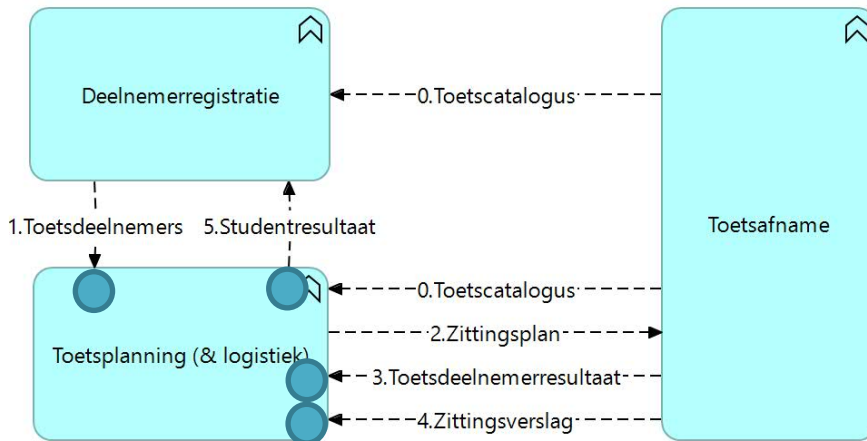 Deelnemerregistratie
0.Toetscatalogus
1.Toetsdeelnemers
5.Studentresultaat
Toetsafname
0.Toetscatalogus
2.Zittingsplan
Toetsplanning (& logistiek)
3.Toetsdeelnemerresultaat
4.Zittingsverslag